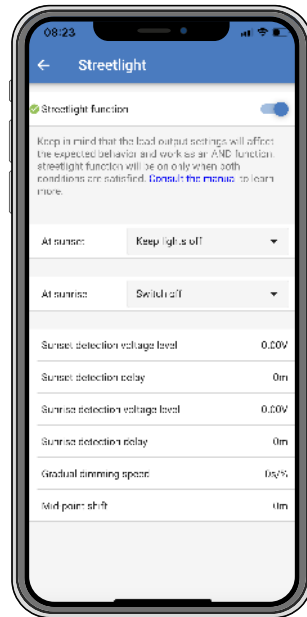 08:23
Streetlight
Streetlight function
Keep in mind that the load output settings will affect
the expected behavior and work as an AND function:
streetlight function will be on only when both
conditions are satisfied. Consult the manual to learn
more.
At sunset Keep lights off
At sunrise Switch off
Sunset detection voltage level 0.00V
Sunset detection delay 0m
Sunrise detection voltage level 0.00V
Sunrise detection delay 0m
Gradual dimming speed 0s/%
Mid point shift 0m